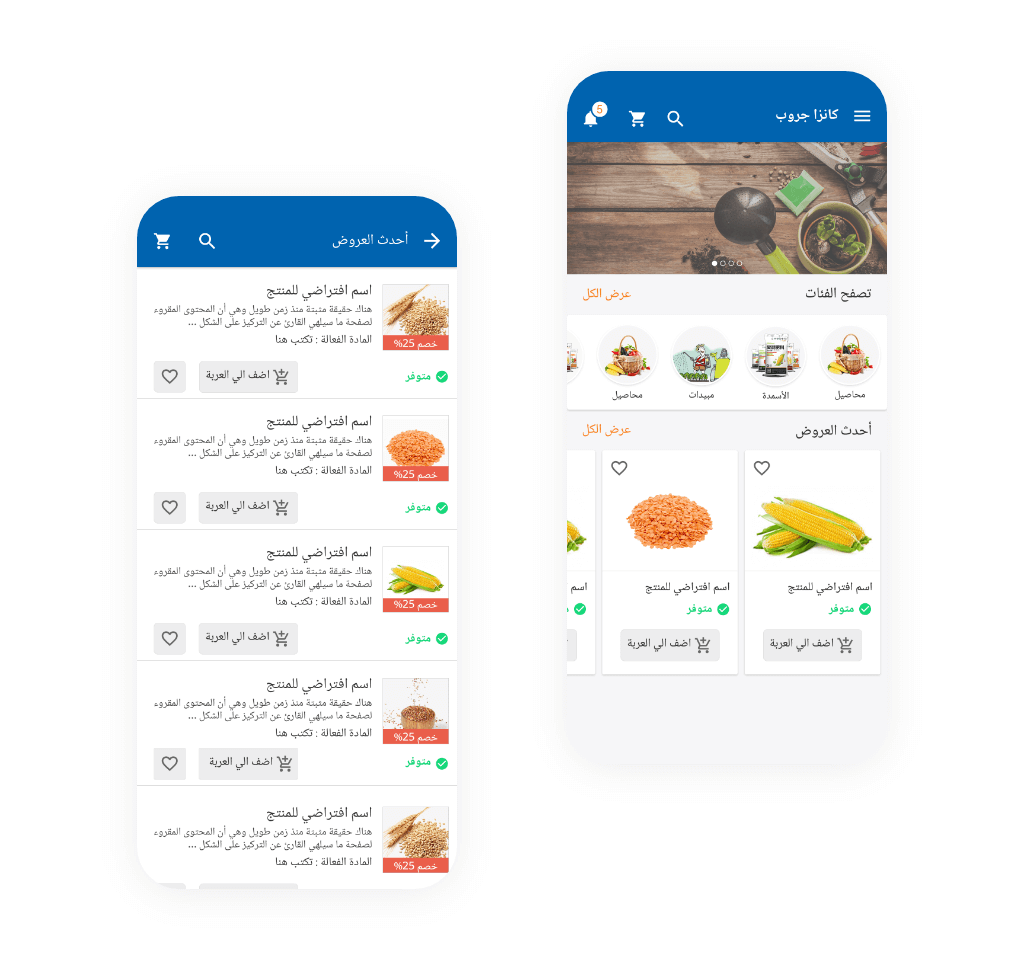 أحدث العروض
اسم افتراضي للمنتج
هناك حقيقة مثبتة منذ زمن طويل وهي أن المحتوى المقروء
لصفحة ما سيلهي القارئ عن التركيز على الشكل ...
المادة الفعالة : تكتب هنا
خصم 25%
متوفر
اضف الي العربة
اسم افتراضي للمنتج
هناك حقيقة مثبتة منذ زمن طويل وهي أن المحتوى المقروء
لصفحة ما سيلهي القارئ عن التركيز على الشكل ...
المادة الفعالة : تكتب هنا
خصم 25%
متوفر
اضف الي العربة
اسم افتراضي للمنتج
هناك حقيقة مثبتة منذ زمن طويل وهي أن المحتوى المقروء
لصفحة ما سيلهي القارئ عن التركيز على الشكل ...
المادة الفعالة : تكتب هنا
خصم 25%
متوفر
اضف الي العربة
اسم افتراضي للمنتج
هناك حقيقة مثبتة منذ زمن طويل وهي أن المحتوى المقروء
لصفحة ما سيلهي القارئ عن التركيز على الشكل ...
المادة الفعالة : تكتب هنا
خصم 25%
متوفر
اضف الي العربة
اسم افتراضي للمنتج
هناك حقيقة مثبتة منذ زمن طويل وهي أن المحتوى المقروء
لصفحة ما سيلهي القارئ عن التركيز على الشكل ...
المادة الفعالة : تكتب هنا
خصم 25%
كانزا جروب
5
تصفح الفئات
عرض الكل
محاصيل
الأسمدة
مبيدات
محاصيل
أحدث العروض
عرض الكل
اسم افتراضي للمنتج
متوفر
اضف الي العربة
اسم افتراضي للمنتج
متوفر
اضف الي العربة
اسم